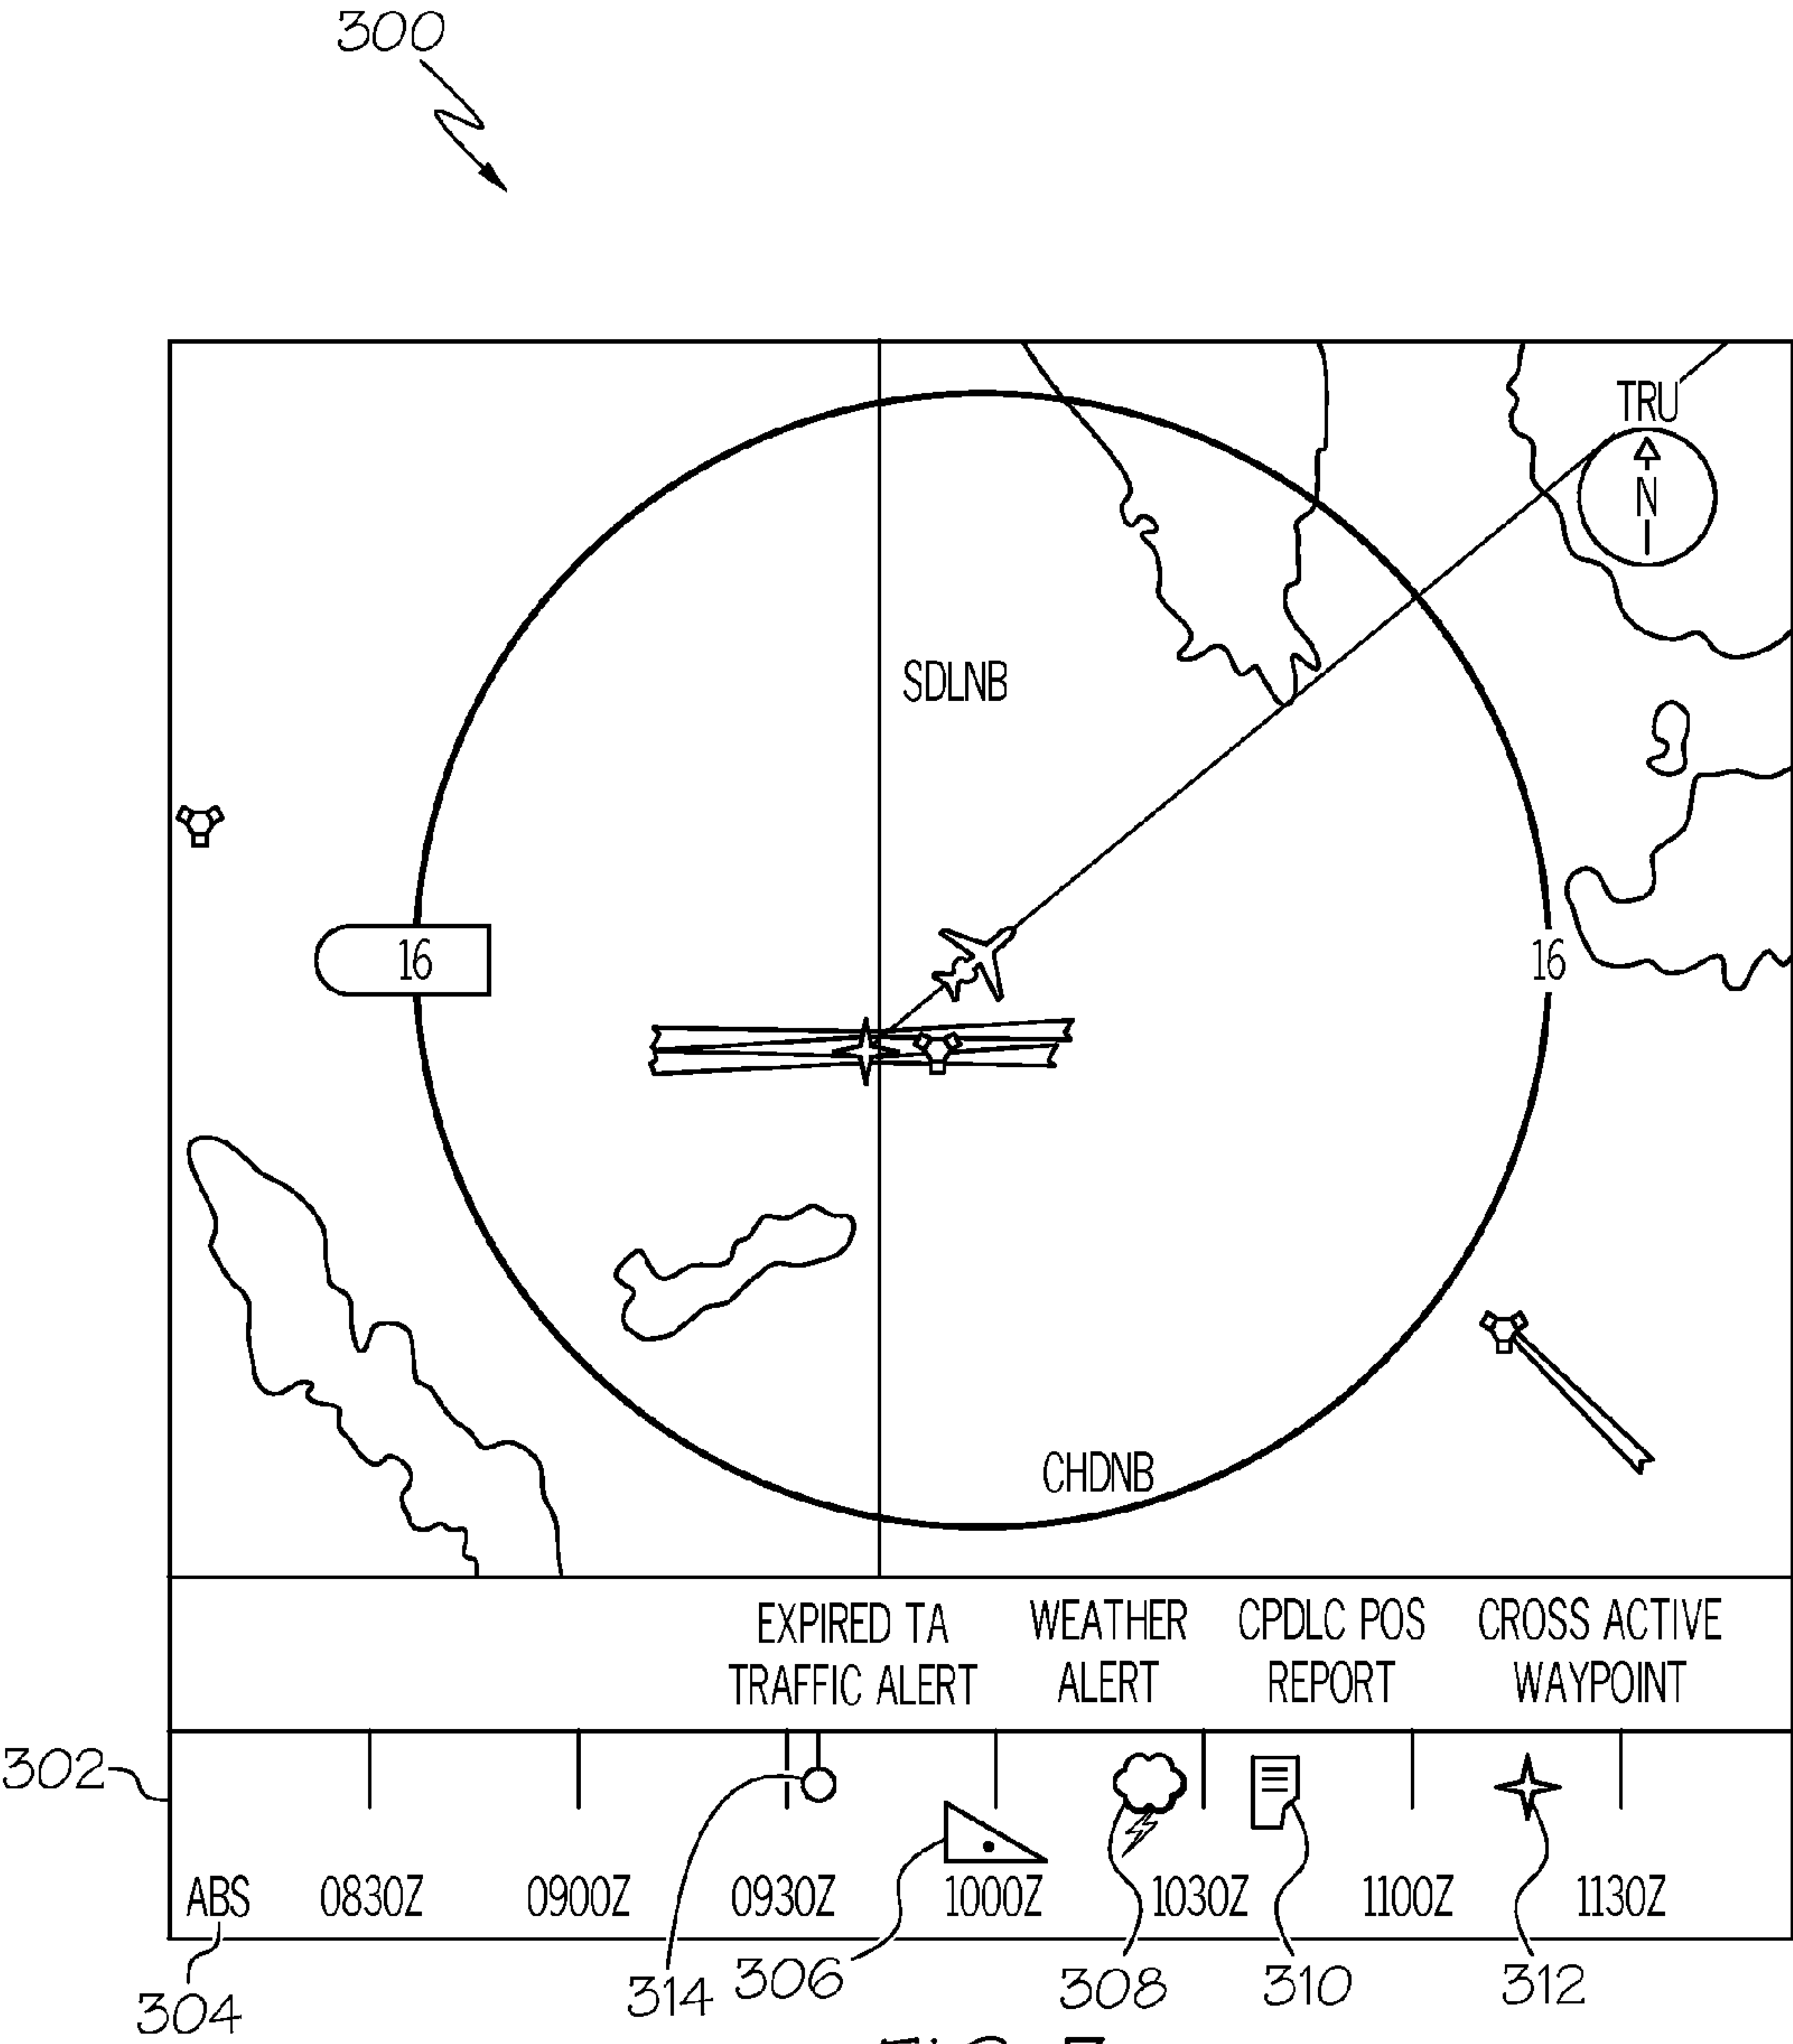 300
TRU
N
SDLNB
16
16
CHDNB
EXPIRED TA TRAFFIC ALERT
WEATHER ALERT
CPDLC POS REPORT
CROSS ACTIVE WAYPOINT
302
ABS 0830Z 0900Z 0930Z 1000Z 1030Z 1100Z 1130Z
304
314
306
308
310
312